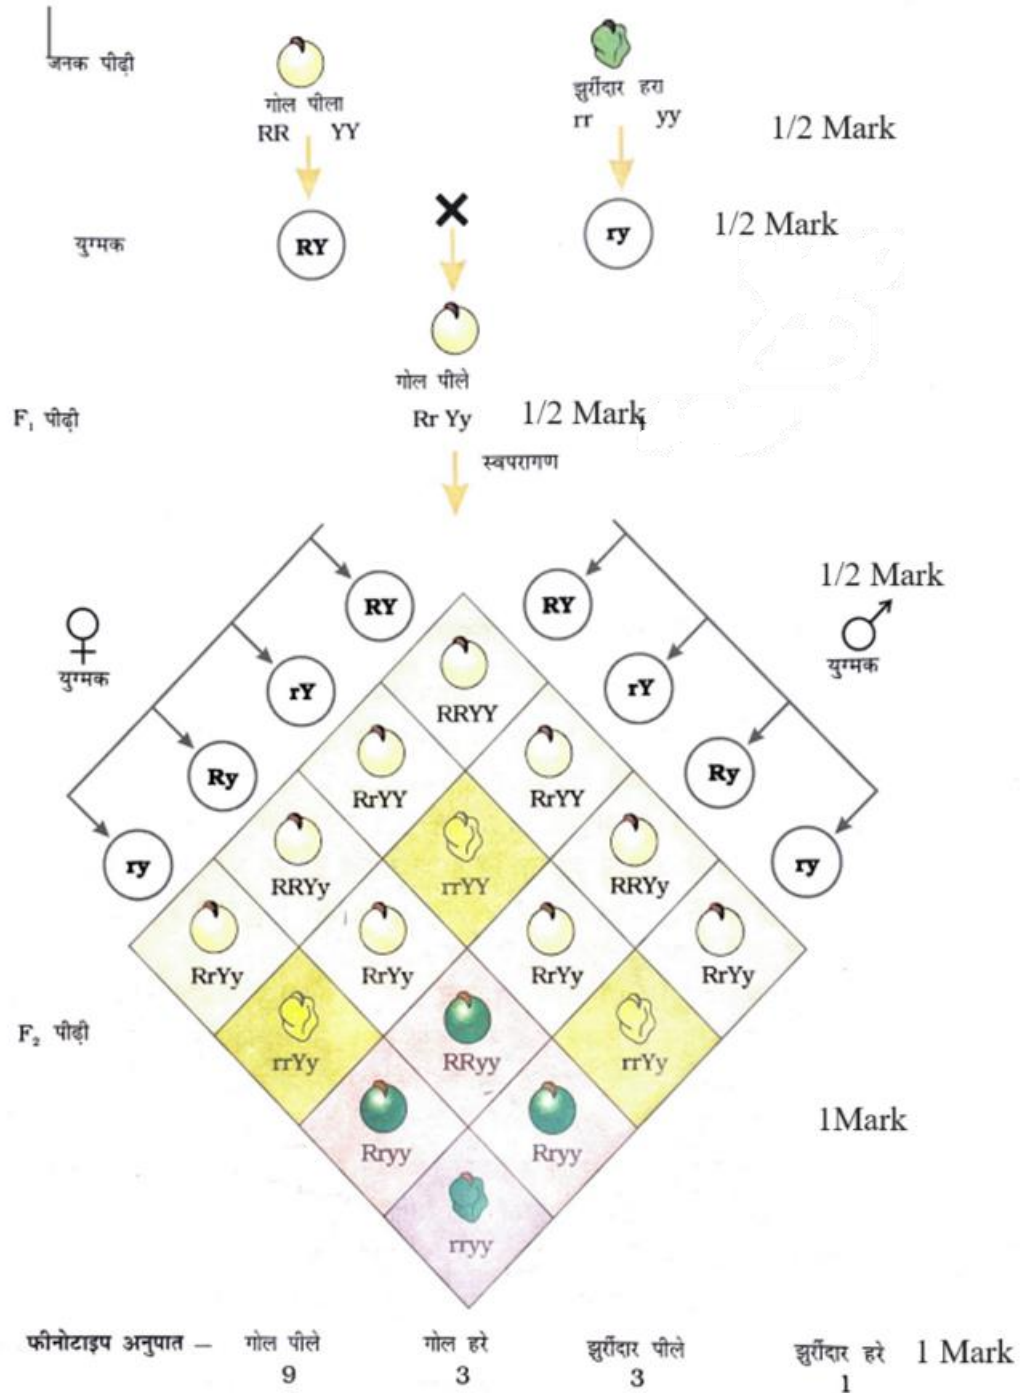 जनक पीढ़ी
गोल पीला
झुर्रीदार हरा
RR YY
rr yy
1/2 Mark
युग्मक
RY
ry
1/2 Mark
गोल पीले
F₁ पीढ़ी
Rr Yy
1/2 Mark
स्वपरागण
1/2 Mark
RY
RY
युग्मक
युग्मक
rY
rY
RRYY
Ry
Ry
RrYY
RrYY
ry
ry
RRYy
rrYY
RRYy
RrYy
RrYy
RrYy
RrYy
F₂ पीढ़ी
rrYy
RRyy
rrYy
1Mark
Rryy
Rryy
rryy
फीनोटाइप अनुपात – गोल पीले गोल हरे झुर्रीदार पीले झुर्रीदार हरे 1 Mark
9 3 3 1